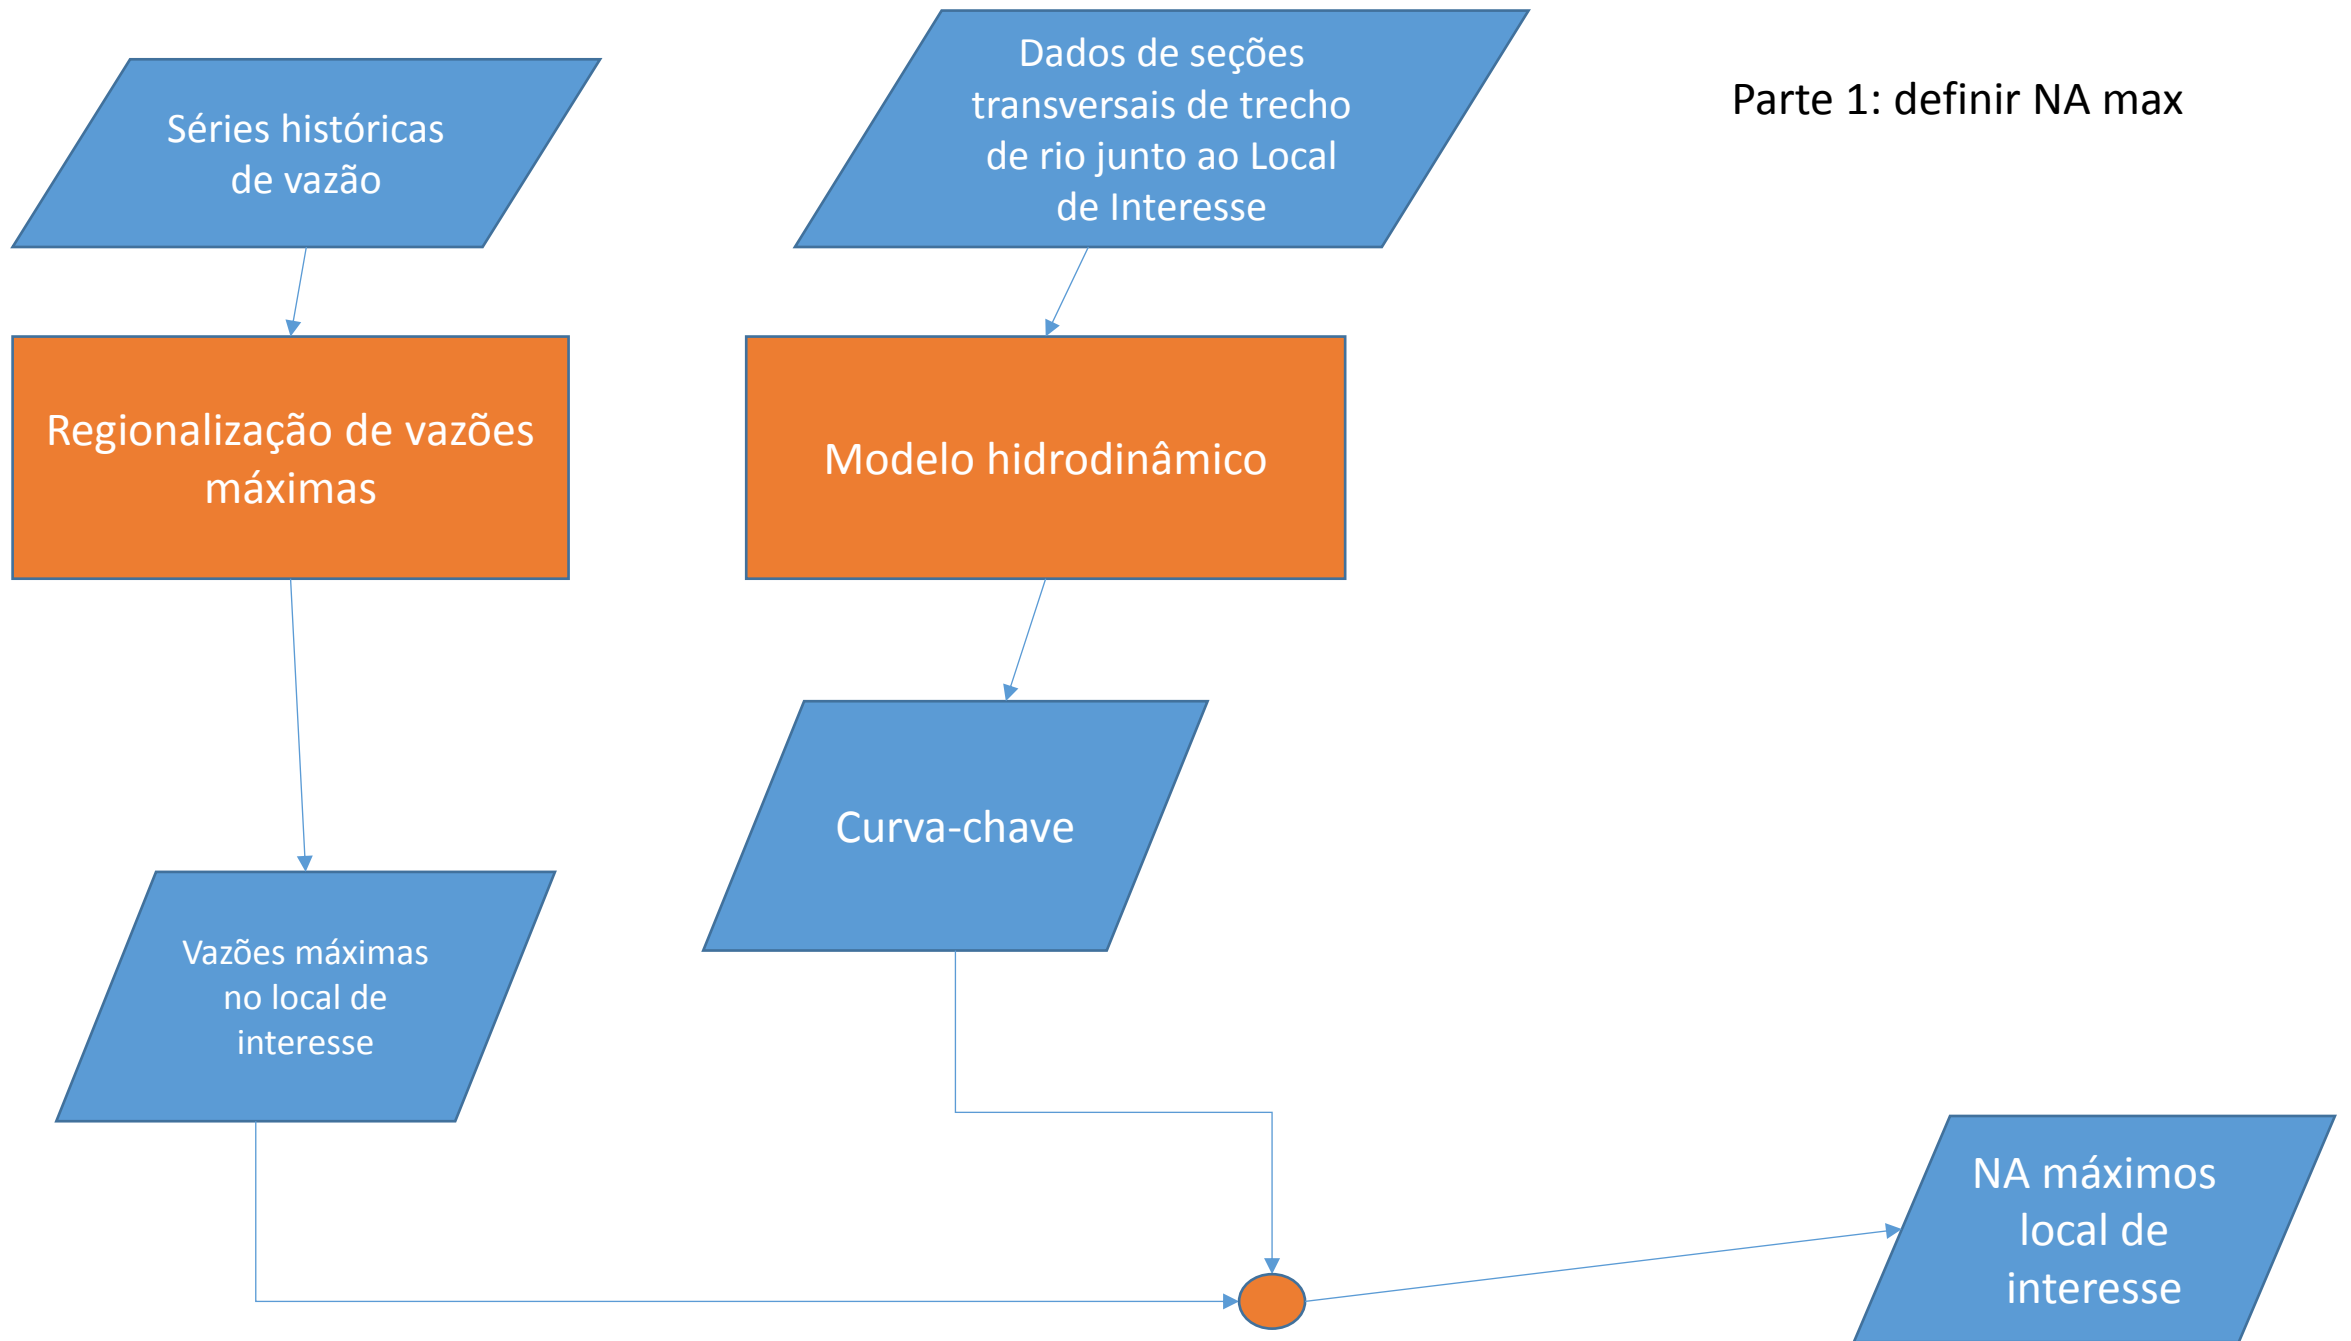 Séries históricas
de vazão
Dados de seções
transversais de trecho
de rio junto ao Local
de Interesse
Parte 1: definir NA max
Regionalização de vazões
máximas
Modelo hidrodinâmico
Curva-chave
Vazões máximas
no local de
interesse
NA máximos
local de
interesse